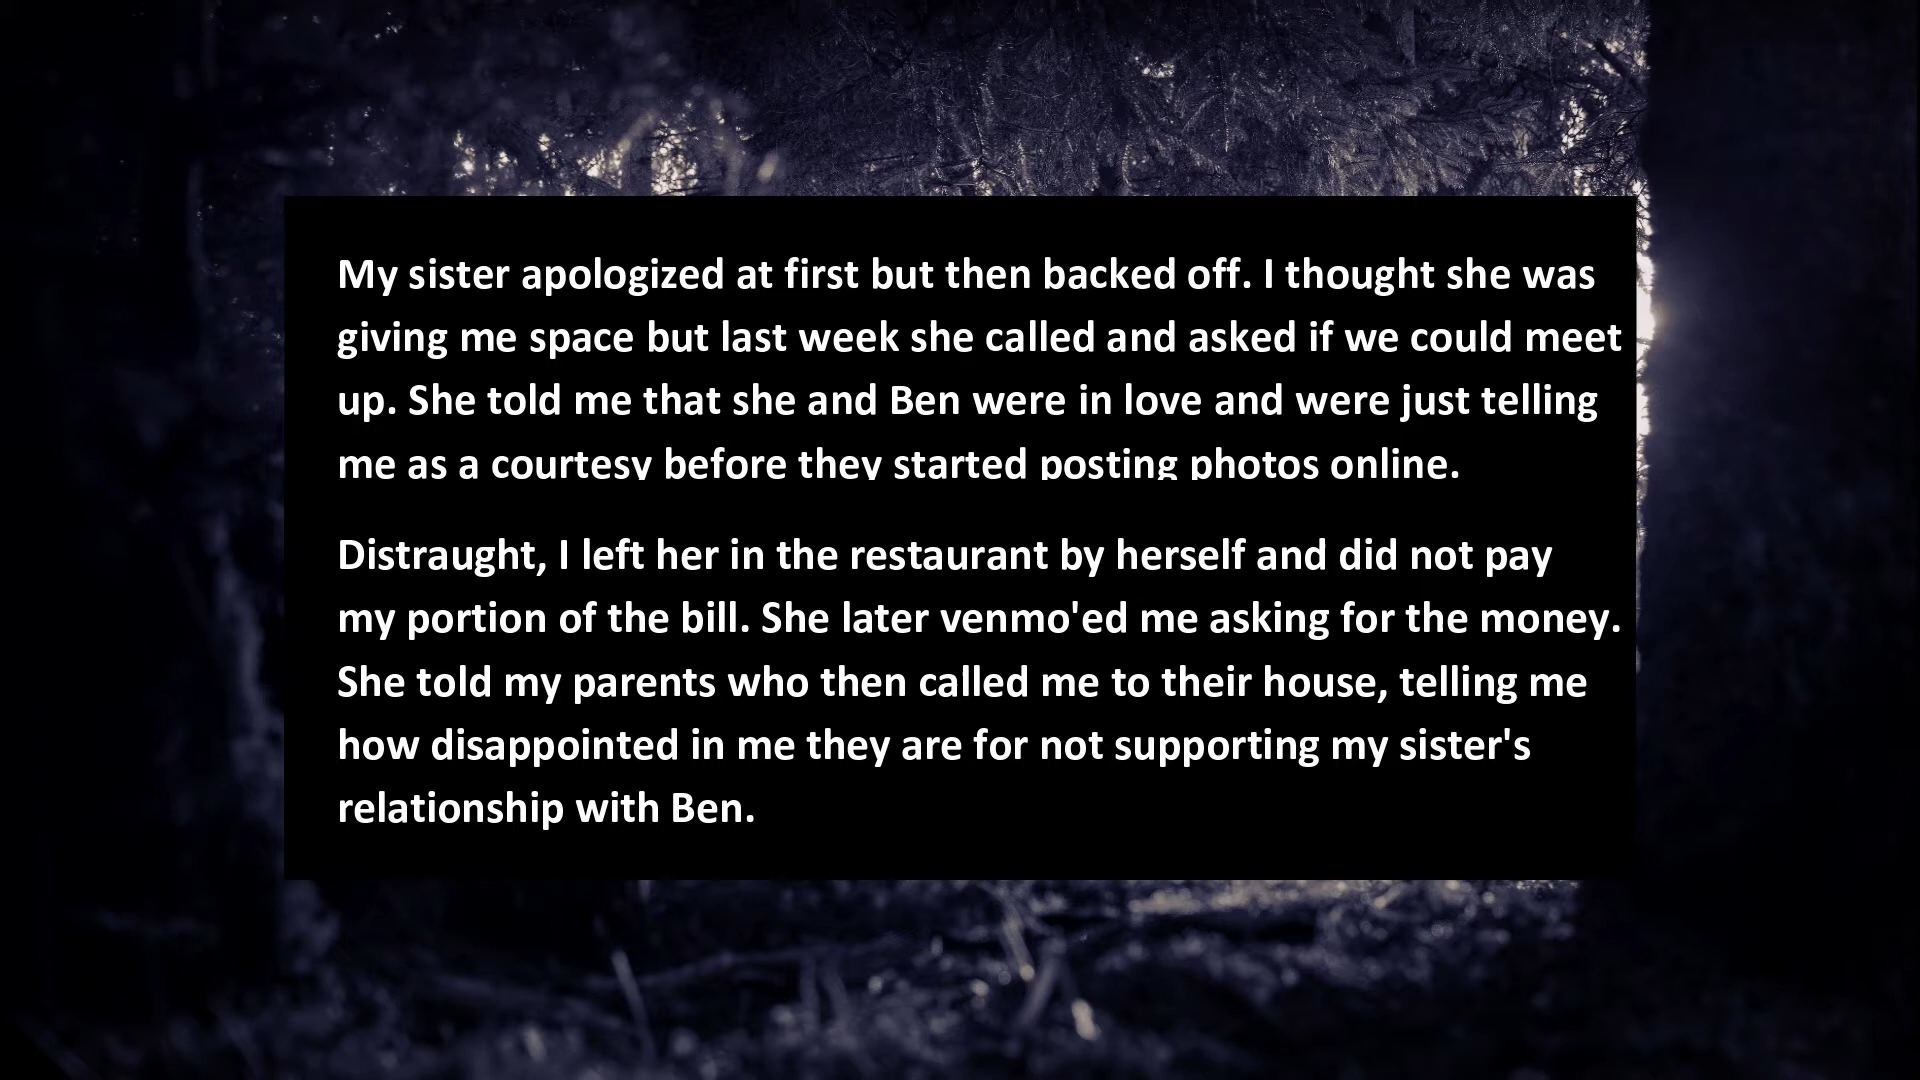 My sister apologized at first but then backed off. I thought she was
giving me space but last week she called and asked if we could meet
up. She told me that she and Ben were in love and were just telling
me as a courtesy before they started posting photos online.
Distraught, I left her in the restaurant by herself and did not pay
my portion of the bill. She later venmo'ed me asking for the money.
She told my parents who then called me to their house, telling me
how disappointed in me they are for not supporting my sister's
relationship with Ben.